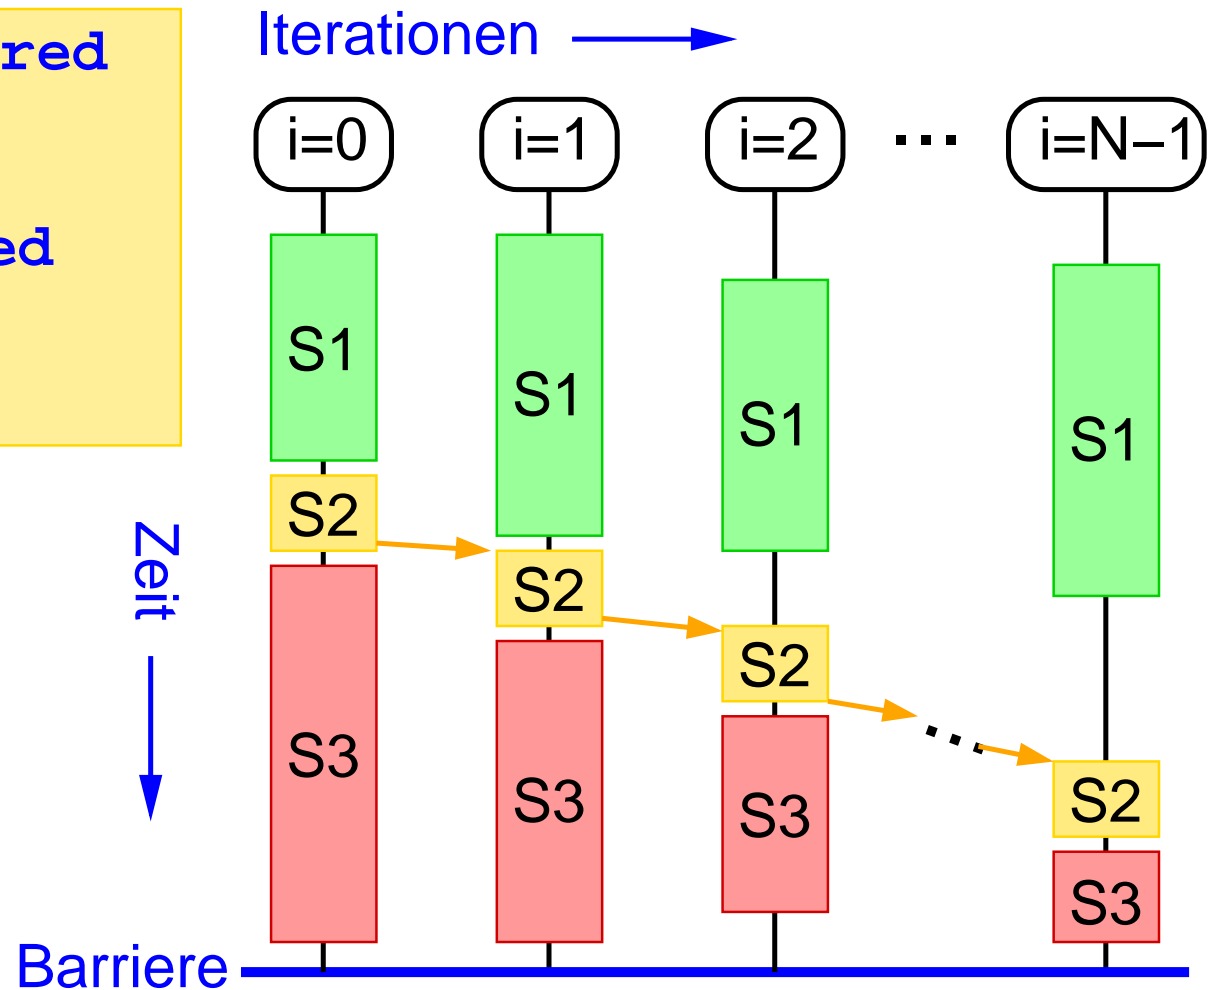 red
ed
Iterationen
i=0 i=1 i=2 ... i=N–1
S1 S1 S1 S1
S2 S2 S2 S2
S3 S3 S3 S3
Zeit
Barriere